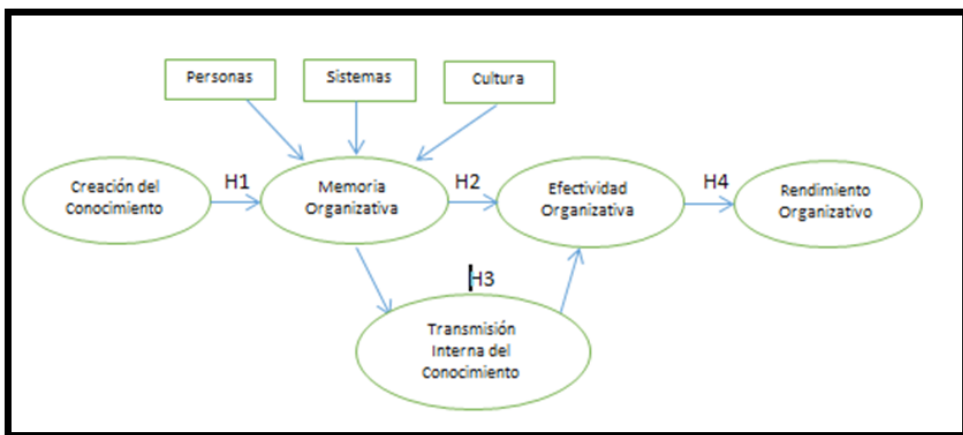 Personas
Sistemas
Cultura
Creación del
Conocimiento
H1
Memoria
Organizativa
H2
Efectividad
Organizativa
H4
Rendimiento
Organizativo
H3
Transmisión
Interna del
Conocimiento